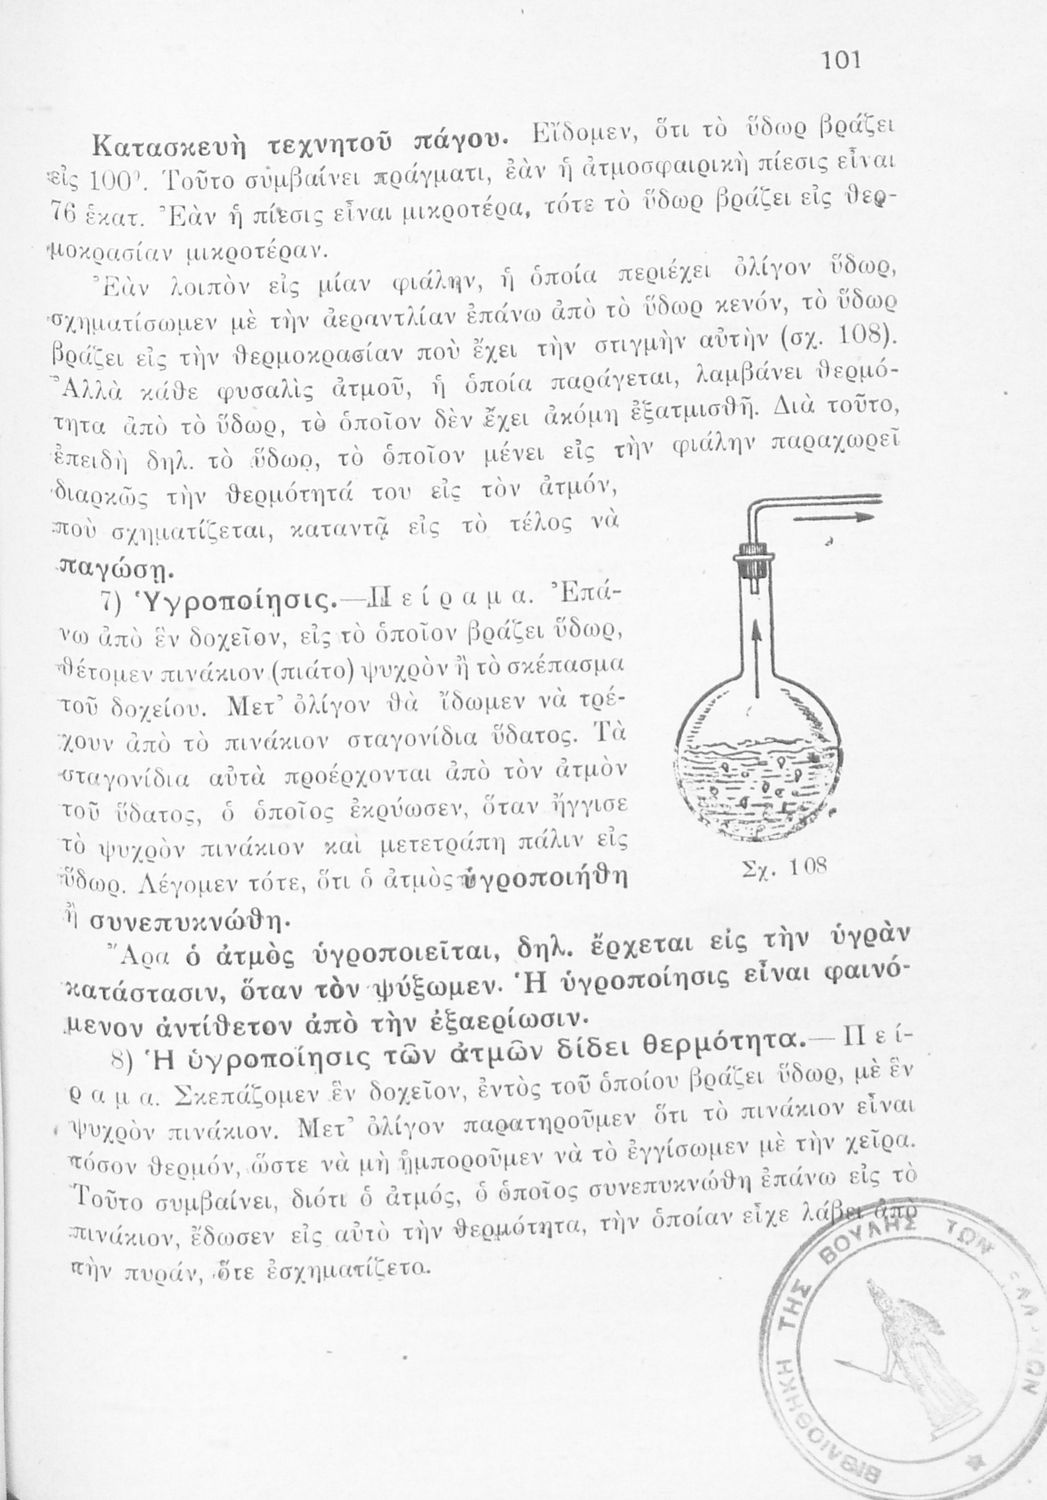 101
Κατασκευὴ τεχνητοῦ πάγου. Εἴδομεν, ὅτι τὸ ὕδωρ βράζει
εἰς 100°. Τοῦτο συμβαίνει πράγματι, ἐὰν ἡ ἀτμοσφαιρικὴ πίεσις εἶναι
76 ἑκατ. Ἐὰν ἡ πίεσις εἶναι μικροτέρα, τότε τὸ ὕδωρ βράζει εἰς θερ-
μοκρασίαν μικροτέραν.
Ἐὰν λοιπὸν εἰς μίαν φιάλην, ἡ ὁποία περιέχει ὀλίγον ὕδωρ,
σχηματίσωμεν μὲ τὴν ἀεραντλίαν ἐπάνω ἀπὸ τὸ ὕδωρ κενόν, τὸ ὕδωρ
βράζει εἰς τὴν θερμοκρασίαν ποὺ ἔχει τὴν στιγμὴν αὐτὴν (σχ. 108).
Ἀλλὰ κάθε φυσαλὶς ἀτμοῦ, ἡ ὁποία παράγεται, λαμβάνει θερμό-
τητα ἀπὸ τὸ ὕδωρ, τὸ ὁποῖον δὲν ἔχει ἀκόμη ἐξατμισθῆ. Διὰ τοῦτο,
ἐπειδὴ δηλ. τὸ ὕδωρ, τὸ ὁποῖον μένει εἰς τὴν φιάλην παραχωρεῖ
διαρκῶς τὴν θερμότητά του εἰς τὸν ἀτμόν,
ποὺ σχηματίζεται, καταντᾷ εἰς τὸ τέλος νὰ
παγώσῃ.
7) Ὑγροποίησις.—Πείραμα. Ἐπά-
νω ἀπὸ ἓν δοχεῖον, εἰς τὸ ὁποῖον βράζει ὕδωρ,
θέτομεν πινάκιον (πιάτο) ψυχρὸν ἢ τὸ σκέπασμα
τοῦ δοχείου. Μετ' ὀλίγον θὰ ἴδωμεν νὰ τρέ-
χουν ἀπὸ τὸ πινάκιον σταγονίδια ὕδατος. Τὰ
σταγονίδια αὐτὰ προέρχονται ἀπὸ τὸν ἀτμὸν
τοῦ ὕδατος, ὁ ὁποῖος ἐκρύωσεν, ὅταν ἤγγισε
τὸ ψυχρὸν πινάκιον καὶ μετετράπη πάλιν εἰς
ὕδωρ. Λέγομεν τότε, ὅτι ὁ ἀτμὸς ὑγροποιήθη
ἢ συνεπυκνώθη.
Σχ. 108
Ἄρα ὁ ἀτμὸς ὑγροποιεῖται, δηλ. ἔρχεται εἰς τὴν ὑγρὰν
κατάστασιν, ὅταν τὸν ψύξωμεν. Ἡ ὑγροποίησις εἶναι φαινό-
μενον ἀντίθετον ἀπὸ τὴν ἐξαερίωσιν.
8) Ἡ ὑγροποίησις τῶν ἀτμῶν δίδει θερμότητα.—Πεί-
ραμα. Σκεπάζομεν ἓν δοχεῖον, ἐντὸς τοῦ ὁποίου βράζει ὕδωρ, μὲ ἓν
ψυχρὸν πινάκιον. Μετ' ὀλίγον παρατηροῦμεν ὅτι τὸ πινάκιον εἶναι
τόσον θερμόν, ὥστε νὰ μὴ ἠμποροῦμεν νὰ τὸ ἐγγίσωμεν μὲ τὴν χεῖρα.
Τοῦτο συμβαίνει, διότι ὁ ἀτμός, ὁ ὁποῖος συνεπυκνώθη ἐπάνω εἰς τὸ
πινάκιον, ἔδωσεν εἰς αὐτὸ τὴν θερμότητα, τὴν ὁποίαν εἶχε λάβει ἀπὸ
τὴν πυράν, ὅτε ἐσχηματίζετο.
ΒΙΒΛΙΟΘΗΚΗ ΤΗΣ ΒΟΥΛΗΣ ΤΩΝ